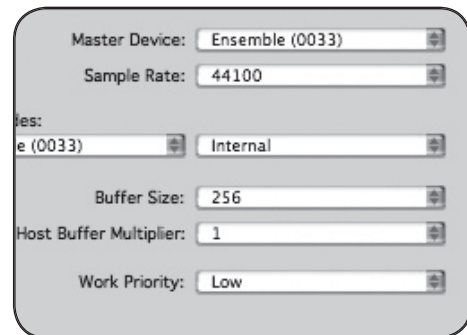 Master Device: Ensemble (0033)
Sample Rate: 44100
des:
e (0033) Internal
Buffer Size: 256
Host Buffer Multiplier: 1
Work Priority: Low